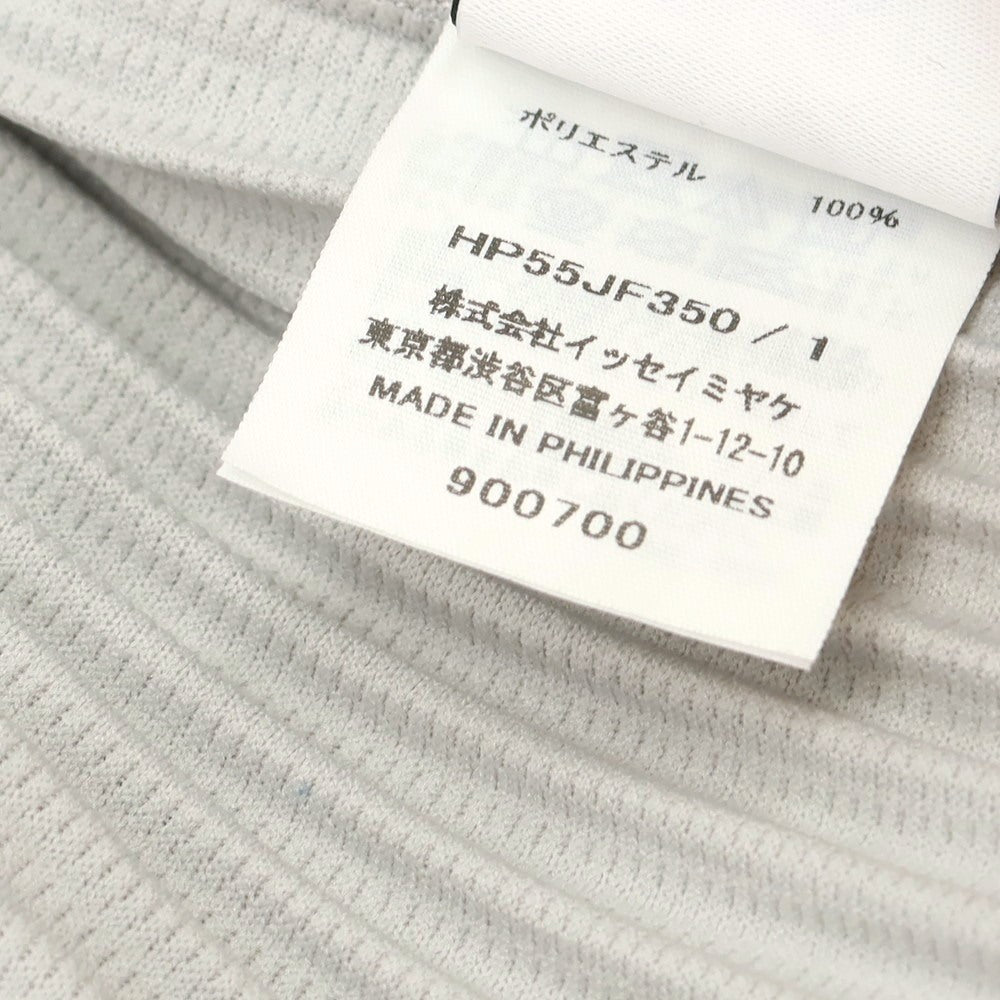 ポリエステル 100%
HP55JF350 / 1
株式会社イッセイミヤケ
東京都渋谷区富ヶ谷1-12-10
MADE IN PHILIPPINES
900700